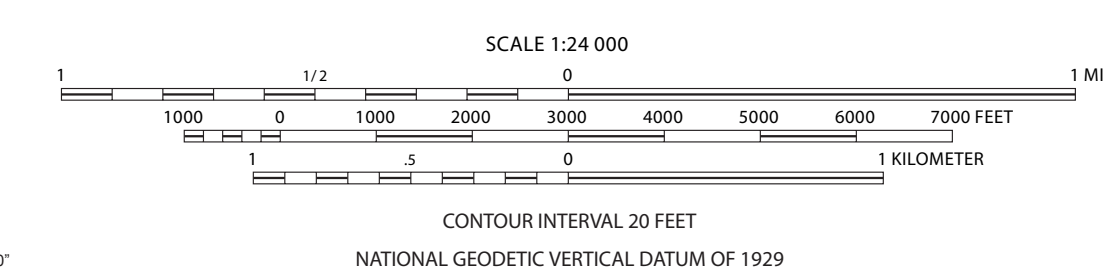 SCALE 1:24 000
1 1/2 0 1 MI
1000 0 1000 2000 3000 4000 5000 6000 7000 FEET
1 .5 0 1 KILOMETER
CONTOUR INTERVAL 20 FEET
0” NATIONAL GEODETIC VERTICAL DATUM OF 1929